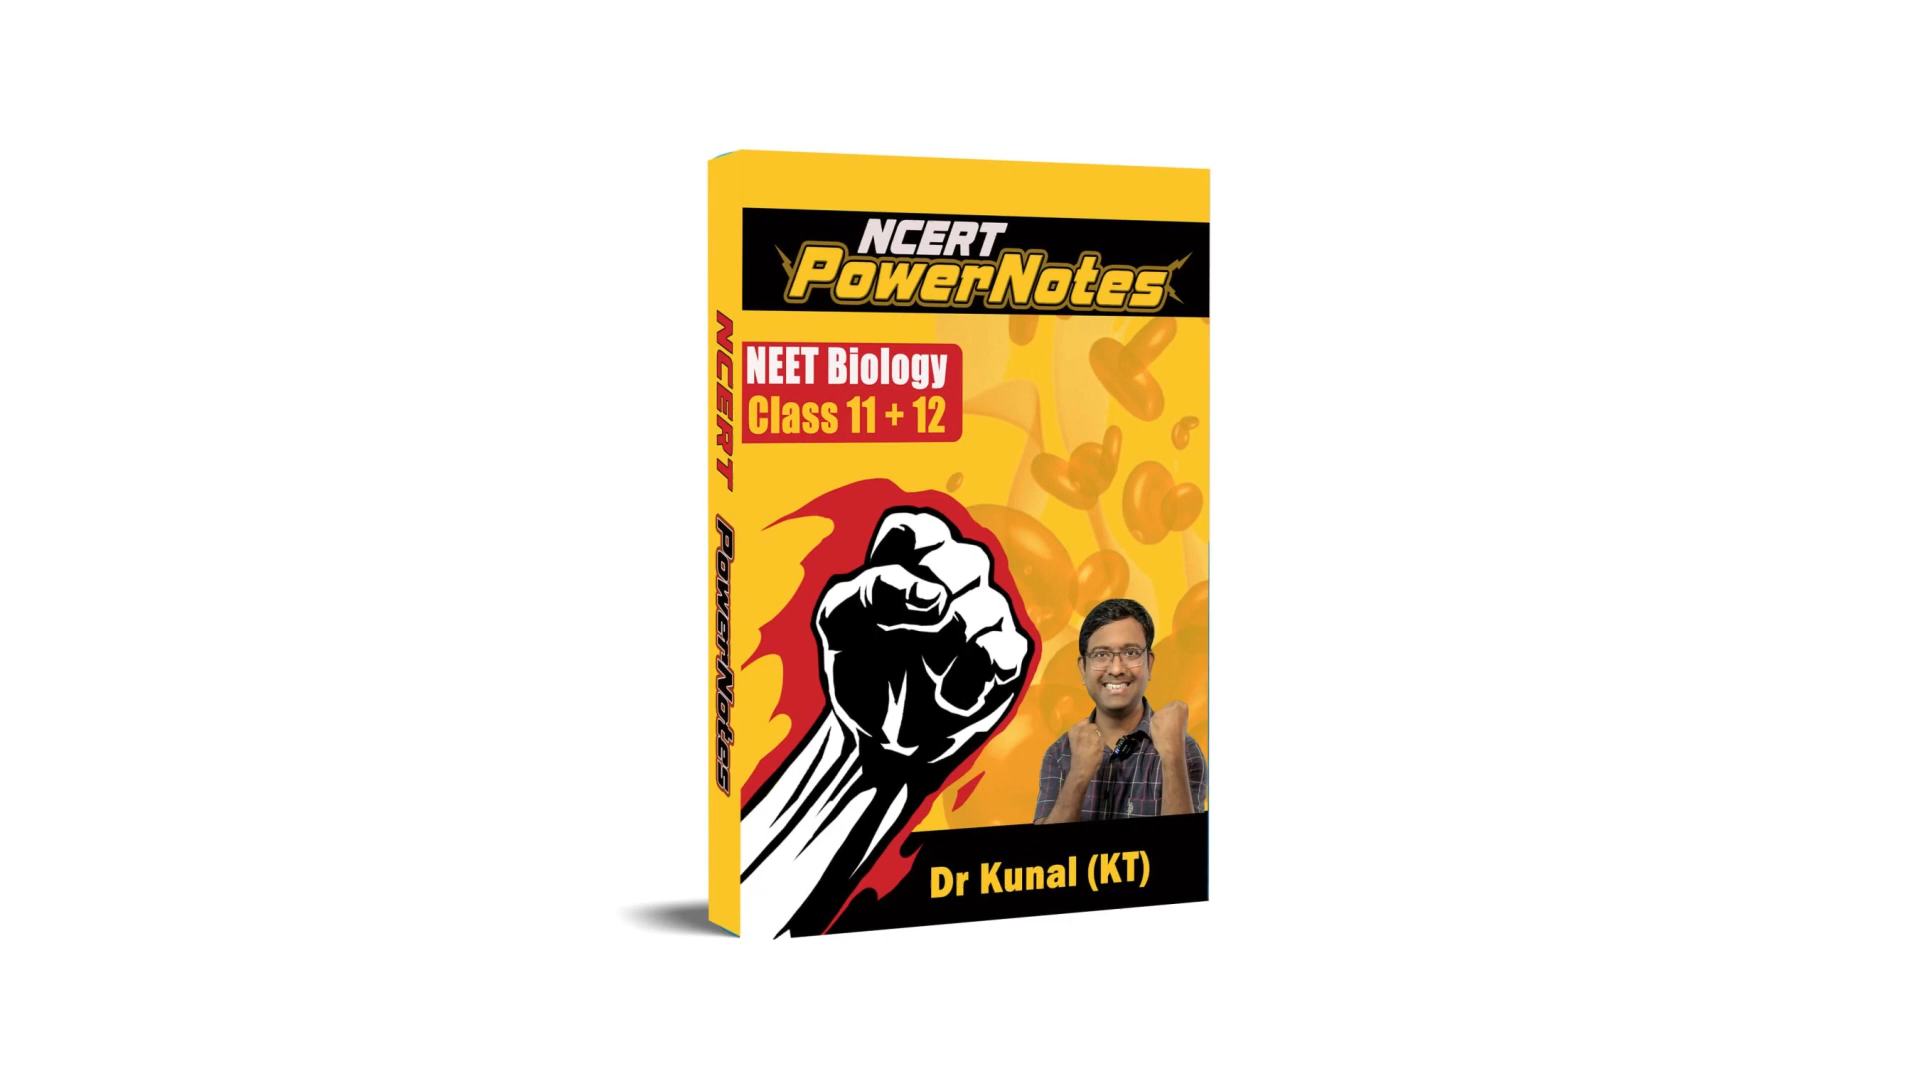 NCERT
PowerNotes
NEET Biology
Class 11 + 12
Dr Kunal (KT)
NCERT PowerNotes